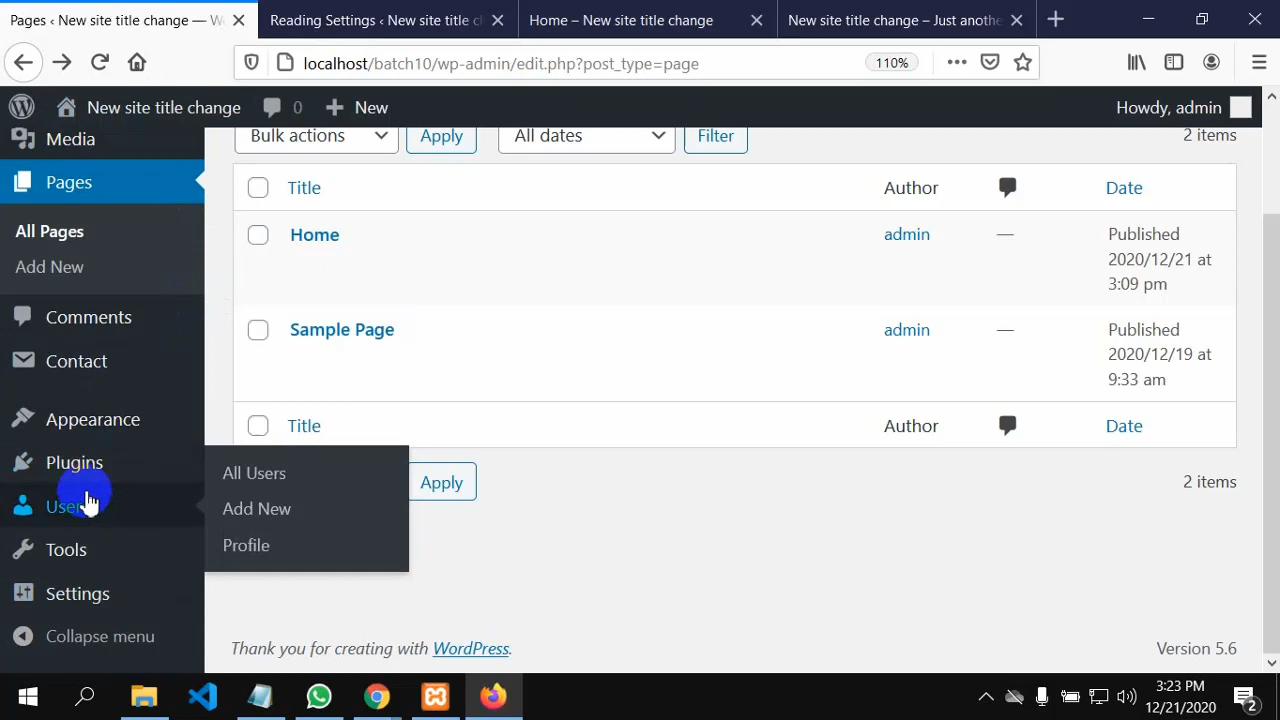 Pages ‹ New site title change — W
Reading Settings ‹ New site title c
Home – New site title change
New site title change – Just anothe
localhost/batch10/wp-admin/edit.php?post_type=page
110%
New site title change
0
New
Howdy, admin
Media
Pages
All Pages
Add New
Comments
Contact
Appearance
Plugins
Tools
Settings
Collapse menu
Bulk actions
Apply
All dates
Filter
2 items
Title
Author
Date
Home
admin
—
Published
2020/12/21 at
3:09 pm
Sample Page
admin
—
Published
2020/12/19 at
9:33 am
Title
Author
Date
All Users
Add New
Profile
Apply
2 items
Thank you for creating with WordPress.
Version 5.6
3:23 PM
12/21/2020
2